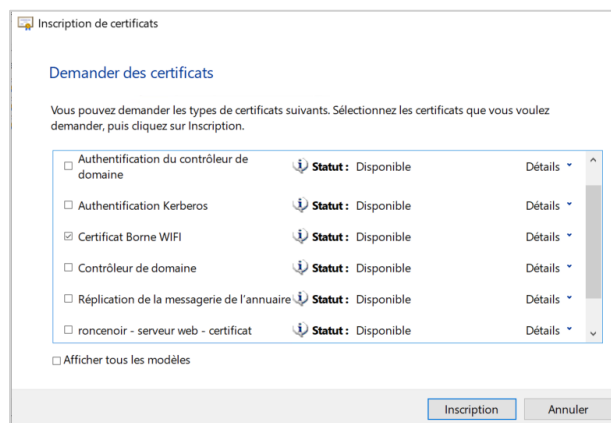 Inscription de certificats
Demander des certificats
Vous pouvez demander les types de certificats suivants. Sélectionnez les certificats que vous voulez
demander, puis cliquez sur Inscription.
Authentification du contrôleur de
domaine
Statut : Disponible
Détails
Authentification Kerberos Statut : Disponible Détails
Certificat Borne WIFI Statut : Disponible Détails
Contrôleur de domaine Statut : Disponible Détails
Réplication de la messagerie de l'annuaire Statut : Disponible Détails
roncenoir - serveur web - certificat Statut : Disponible Détails
Afficher tous les modèles
Inscription Annuler